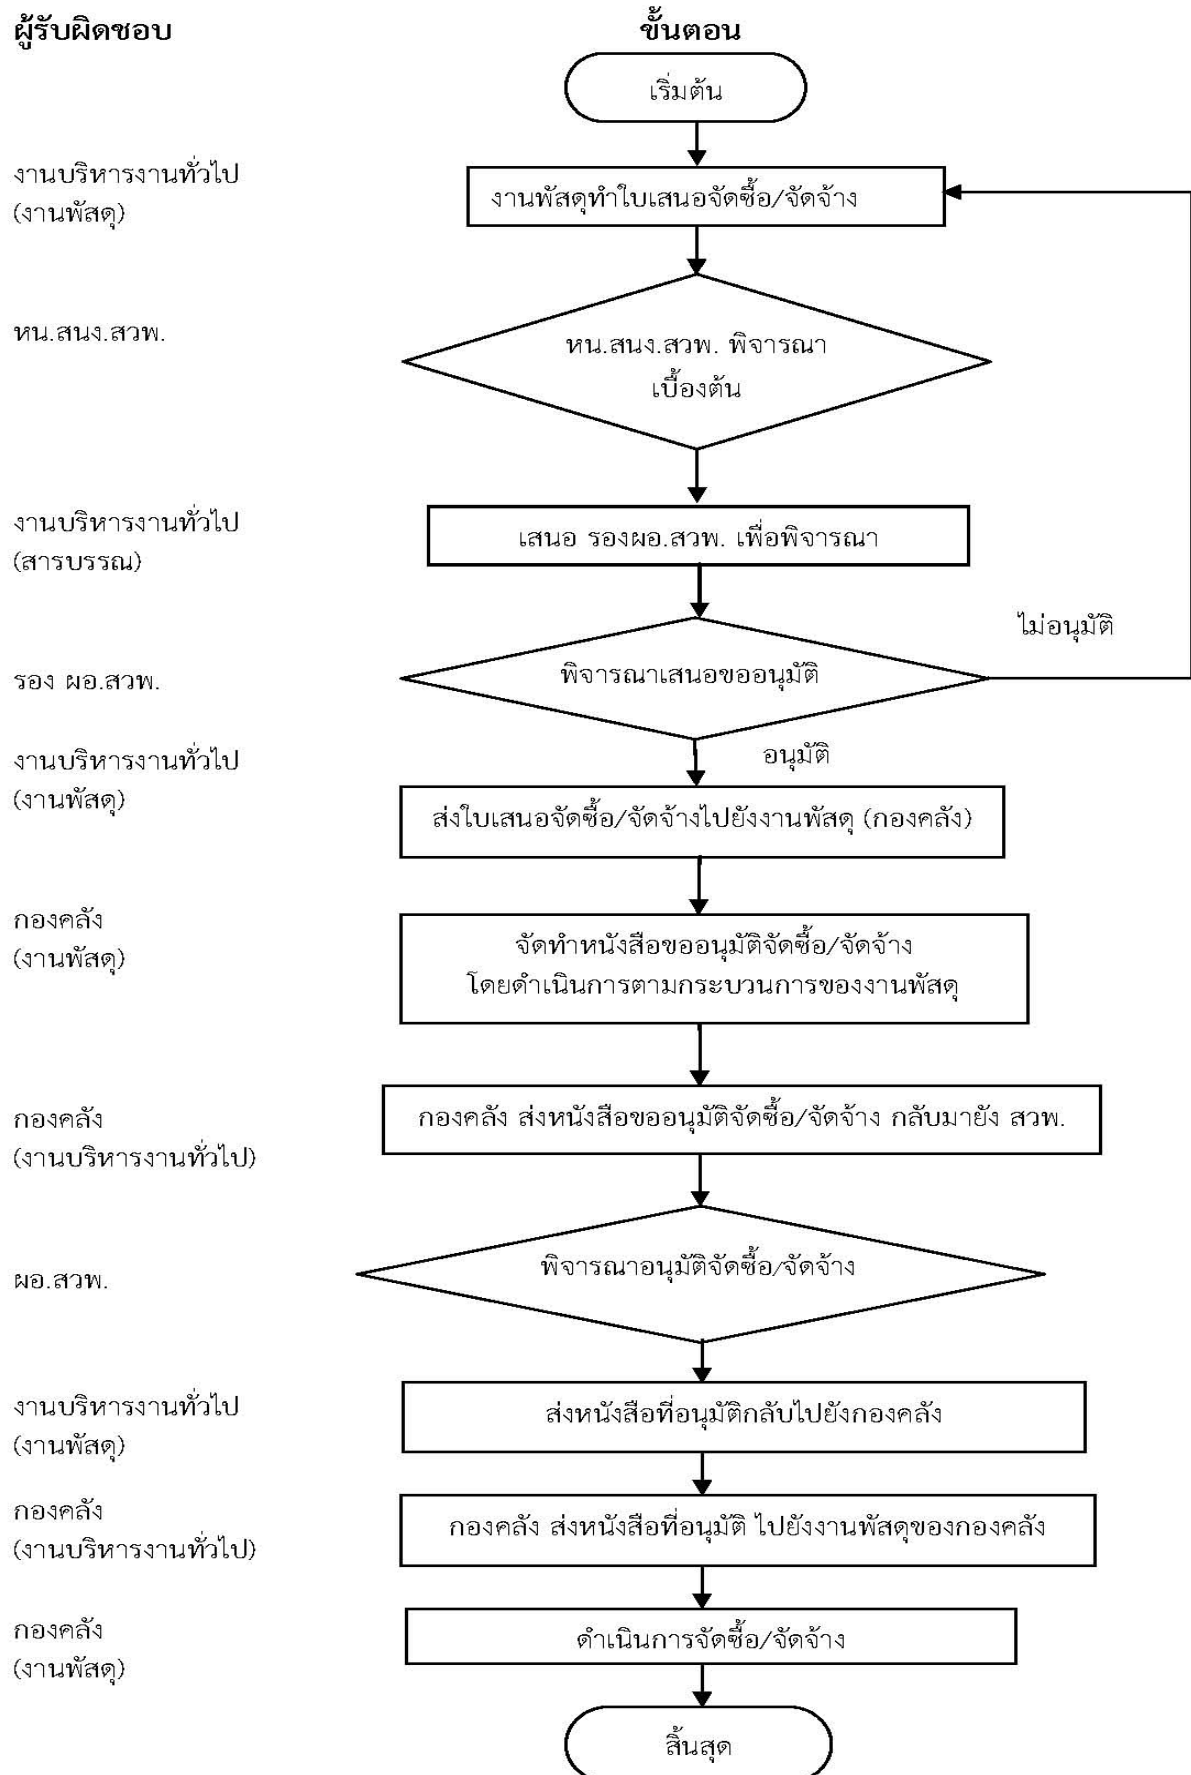 ผู้รับผิดชอบ ขั้นตอน
เริ่มต้น
งานบริหารงานทั่วไป
(งานพัสดุ)
งานพัสดุทำใบเสนอจัดซื้อ/จัดจ้าง
หน.สนง.สวพ.
หน.สนง.สวพ. พิจารณา
เบื้องต้น
งานบริหารงานทั่วไป
(สารบรรณ)
เสนอ รองผอ.สวพ. เพื่อพิจารณา
ไม่อนุมัติ
รอง ผอ.สวพ.
พิจารณาเสนอขออนุมัติ
อนุมัติ
งานบริหารงานทั่วไป
(งานพัสดุ)
ส่งใบเสนอจัดซื้อ/จัดจ้างไปยังงานพัสดุ (กองคลัง)
กองคลัง
(งานพัสดุ)
จัดทำหนังสือขออนุมัติจัดซื้อ/จัดจ้าง
โดยดำเนินการตามกระบวนการของงานพัสดุ
กองคลัง
(งานบริหารงานทั่วไป)
กองคลัง ส่งหนังสือขออนุมัติจัดซื้อ/จัดจ้าง กลับมายัง สวพ.
ผอ.สวพ.
พิจารณาอนุมัติจัดซื้อ/จัดจ้าง
งานบริหารงานทั่วไป
(งานพัสดุ)
ส่งหนังสือที่อนุมัติกลับไปยังกองคลัง
กองคลัง
(งานบริหารงานทั่วไป)
กองคลัง ส่งหนังสือที่อนุมัติ ไปยังงานพัสดุของกองคลัง
กองคลัง
(งานพัสดุ)
ดำเนินการจัดซื้อ/จัดจ้าง
สิ้นสุด